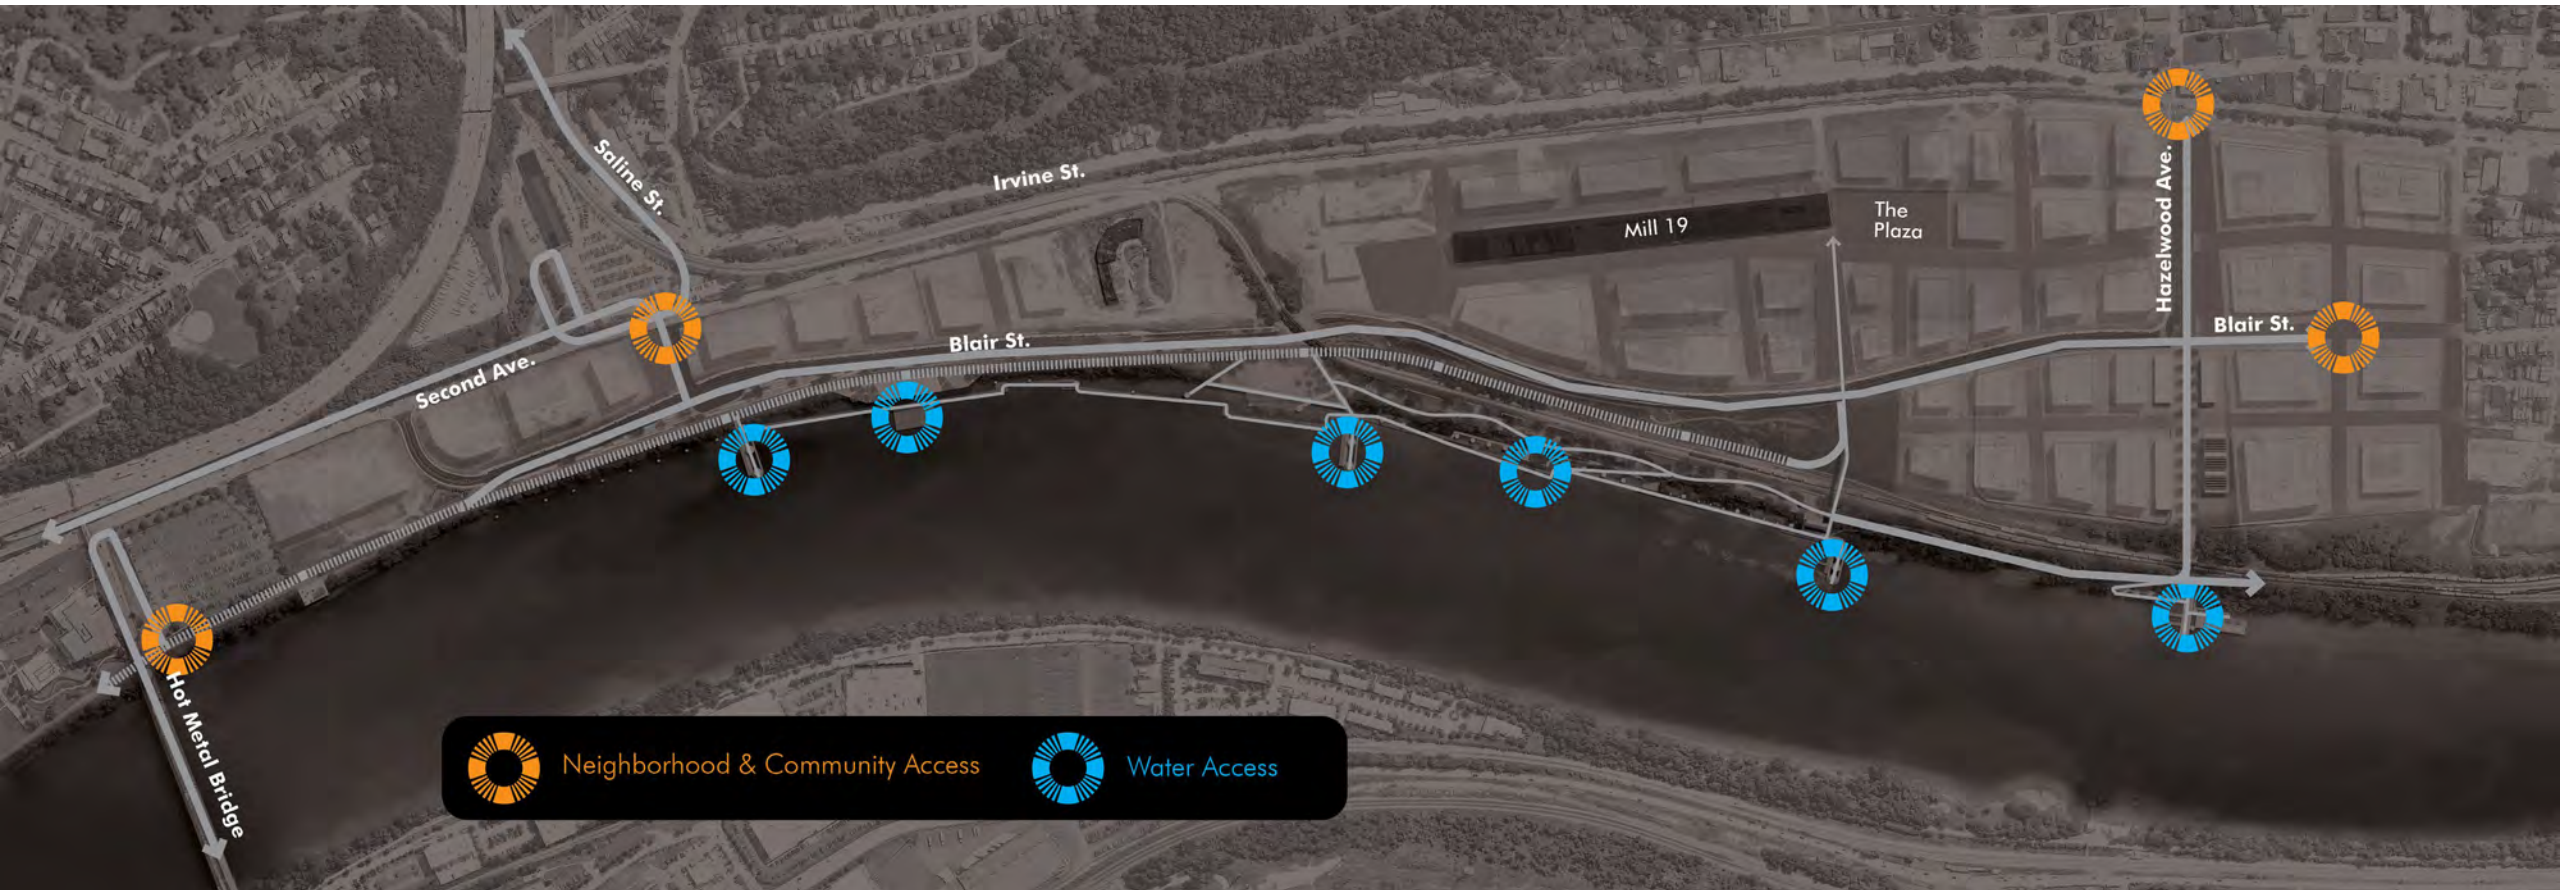 Saline St.
Irvine St.
Hazelwood Ave.
The
Plaza
Mill 19
Blair St.
Blair St.
Second Ave.
Hot Metal Bridge
Neighborhood & Community Access
Water Access